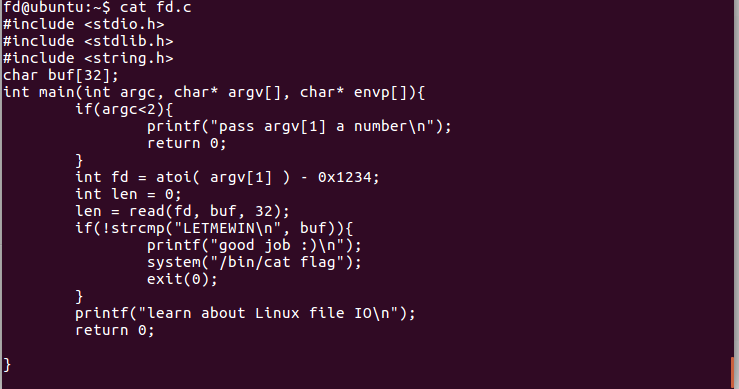 fd@ubuntu:~$ cat fd.c
#include <stdio.h>
#include <stdlib.h>
#include <string.h>
char buf[32];
int main(int argc, char* argv[], char* envp[]){
        if(argc<2){
                printf("pass argv[1] a number\n");
                return 0;
        }
        int fd = atoi( argv[1] ) - 0x1234;
        int len = 0;
        len = read(fd, buf, 32);
        if(!strcmp("LETMEWIN\n", buf)){
                printf("good job :)\n");
                system("/bin/cat flag");
                exit(0);
        }
        printf("learn about Linux file IO\n");
        return 0;

}